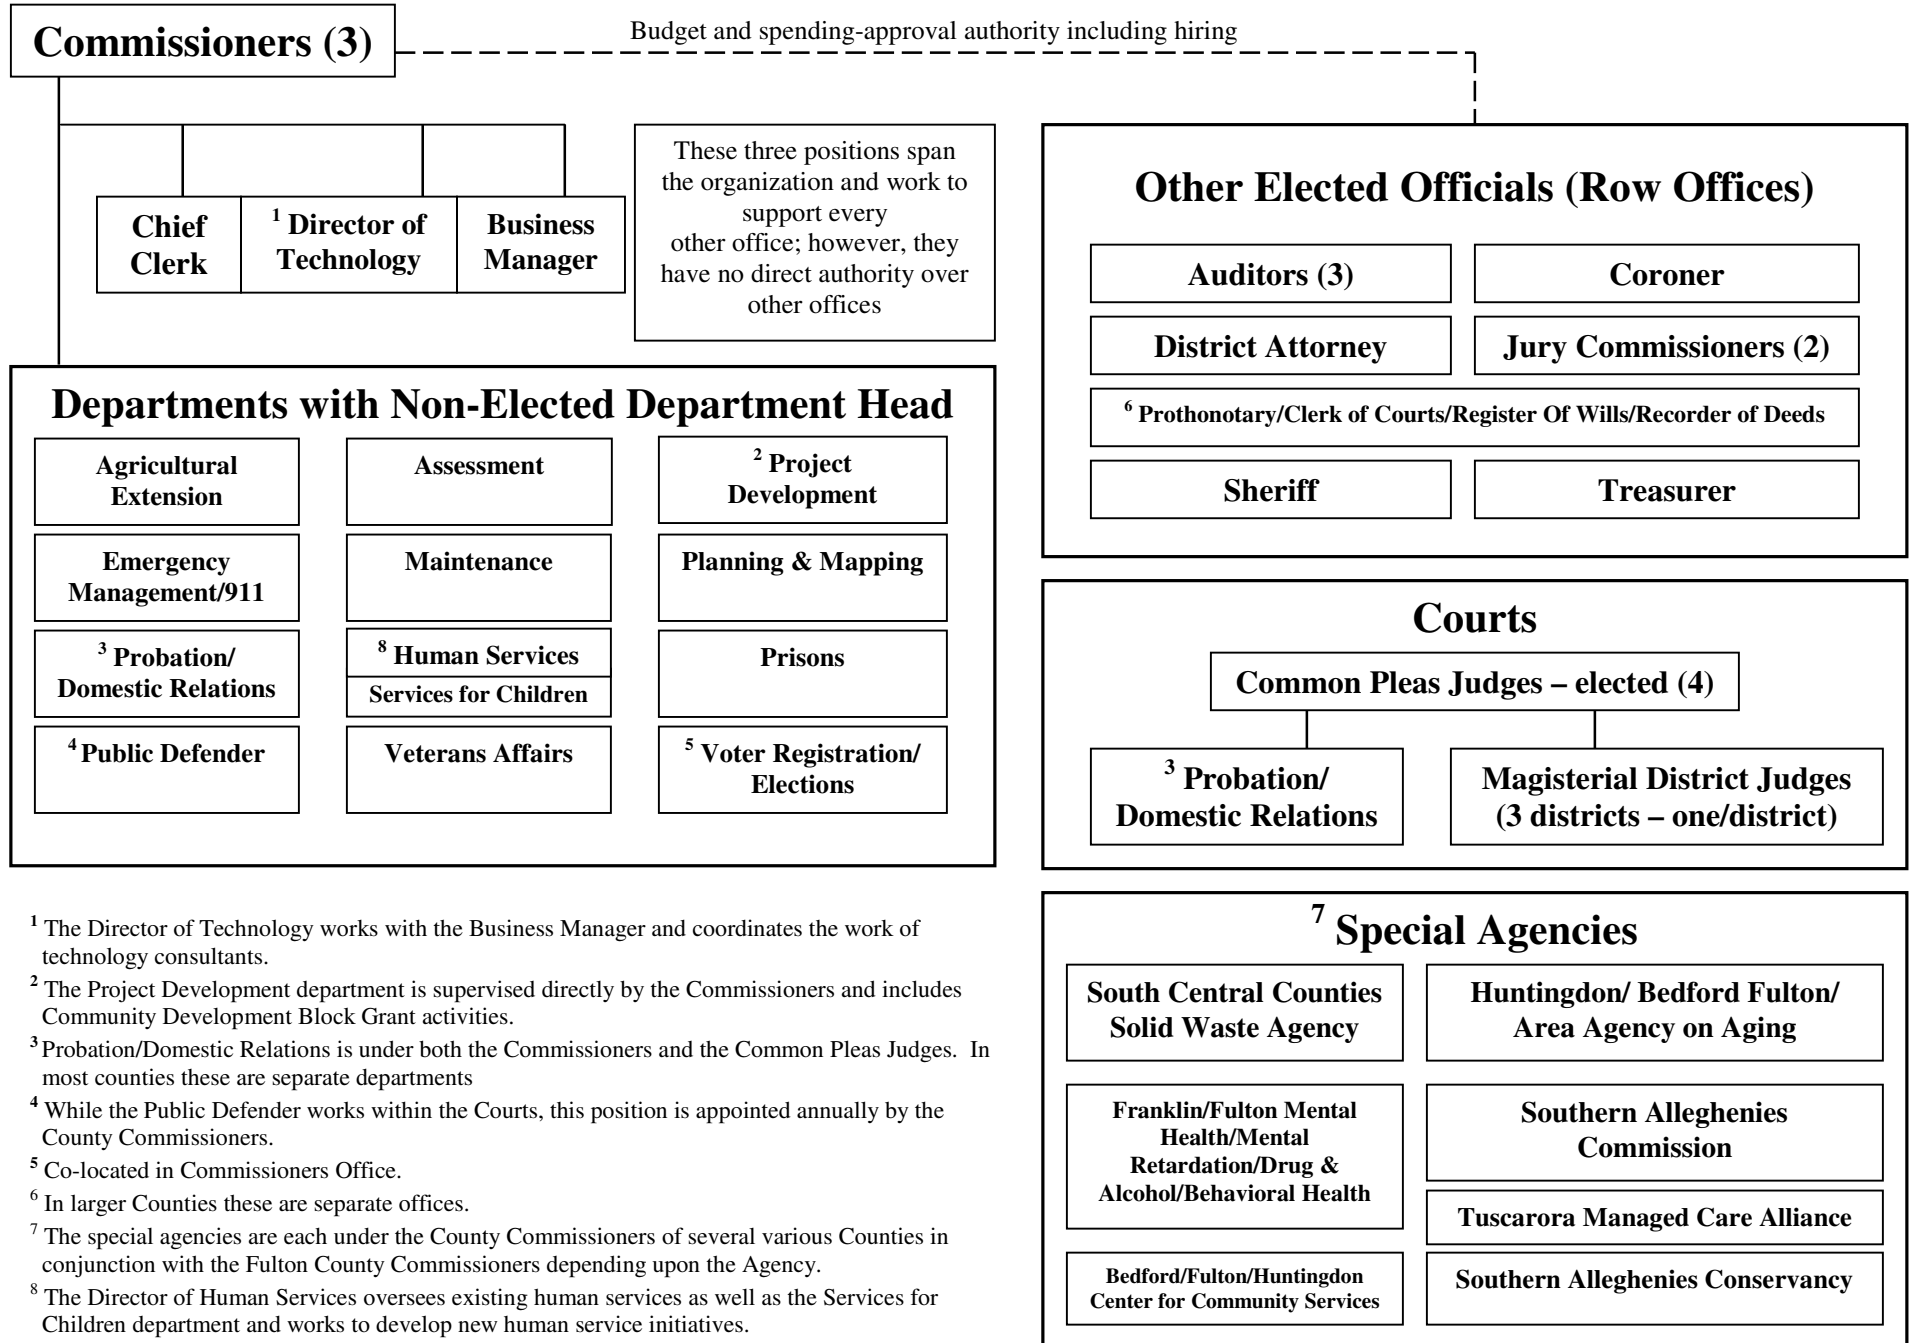 Commissioners (3)
Budget and spending-approval authority including hiring
Chief
Clerk
1 Director of
Technology
Business
Manager
These three positions span
the organization and work to
support every
other office; however, they
have no direct authority over
other offices
Departments with Non-Elected Department Head
Agricultural
Extension
Assessment
2 Project
Development
Emergency
Management/911
Maintenance
Planning & Mapping
3 Probation/
Domestic Relations
8 Human Services
Services for Children
Prisons
4 Public Defender
Veterans Affairs
5 Voter Registration/
Elections
Other Elected Officials (Row Offices)
Auditors (3)
Coroner
District Attorney
Jury Commissioners (2)
6 Prothonotary/Clerk of Courts/Register Of Wills/Recorder of Deeds
Sheriff
Treasurer
Courts
Common Pleas Judges – elected (4)
3 Probation/
Domestic Relations
Magisterial District Judges
(3 districts – one/district)
7 Special Agencies
South Central Counties
Solid Waste Agency
Huntingdon/ Bedford Fulton/
Area Agency on Aging
Franklin/Fulton Mental
Health/Mental
Retardation/Drug &
Alcohol/Behavioral Health
Southern Alleghenies
Commission
Tuscarora Managed Care Alliance
Bedford/Fulton/Huntingdon
Center for Community Services
Southern Alleghenies Conservancy
1 The Director of Technology works with the Business Manager and coordinates the work of
technology consultants.
2 The Project Development department is supervised directly by the Commissioners and includes
Community Development Block Grant activities.
3 Probation/Domestic Relations is under both the Commissioners and the Common Pleas Judges. In
most counties these are separate departments
4 While the Public Defender works within the Courts, this position is appointed annually by the
County Commissioners.
5 Co-located in Commissioners Office.
6 In larger Counties these are separate offices.
7 The special agencies are each under the County Commissioners of several various Counties in
conjunction with the Fulton County Commissioners depending upon the Agency.
8 The Director of Human Services oversees existing human services as well as the Services for
Children department and works to develop new human service initiatives.